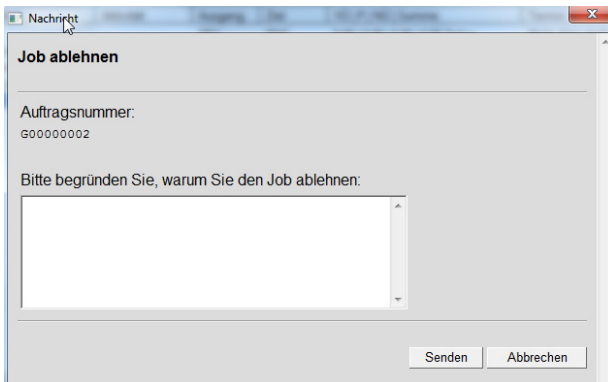 Nachricht
Job ablehnen
Auftragsnummer:
G00000002
Bitte begründen Sie, warum Sie den Job ablehnen:
Senden Abbrechen